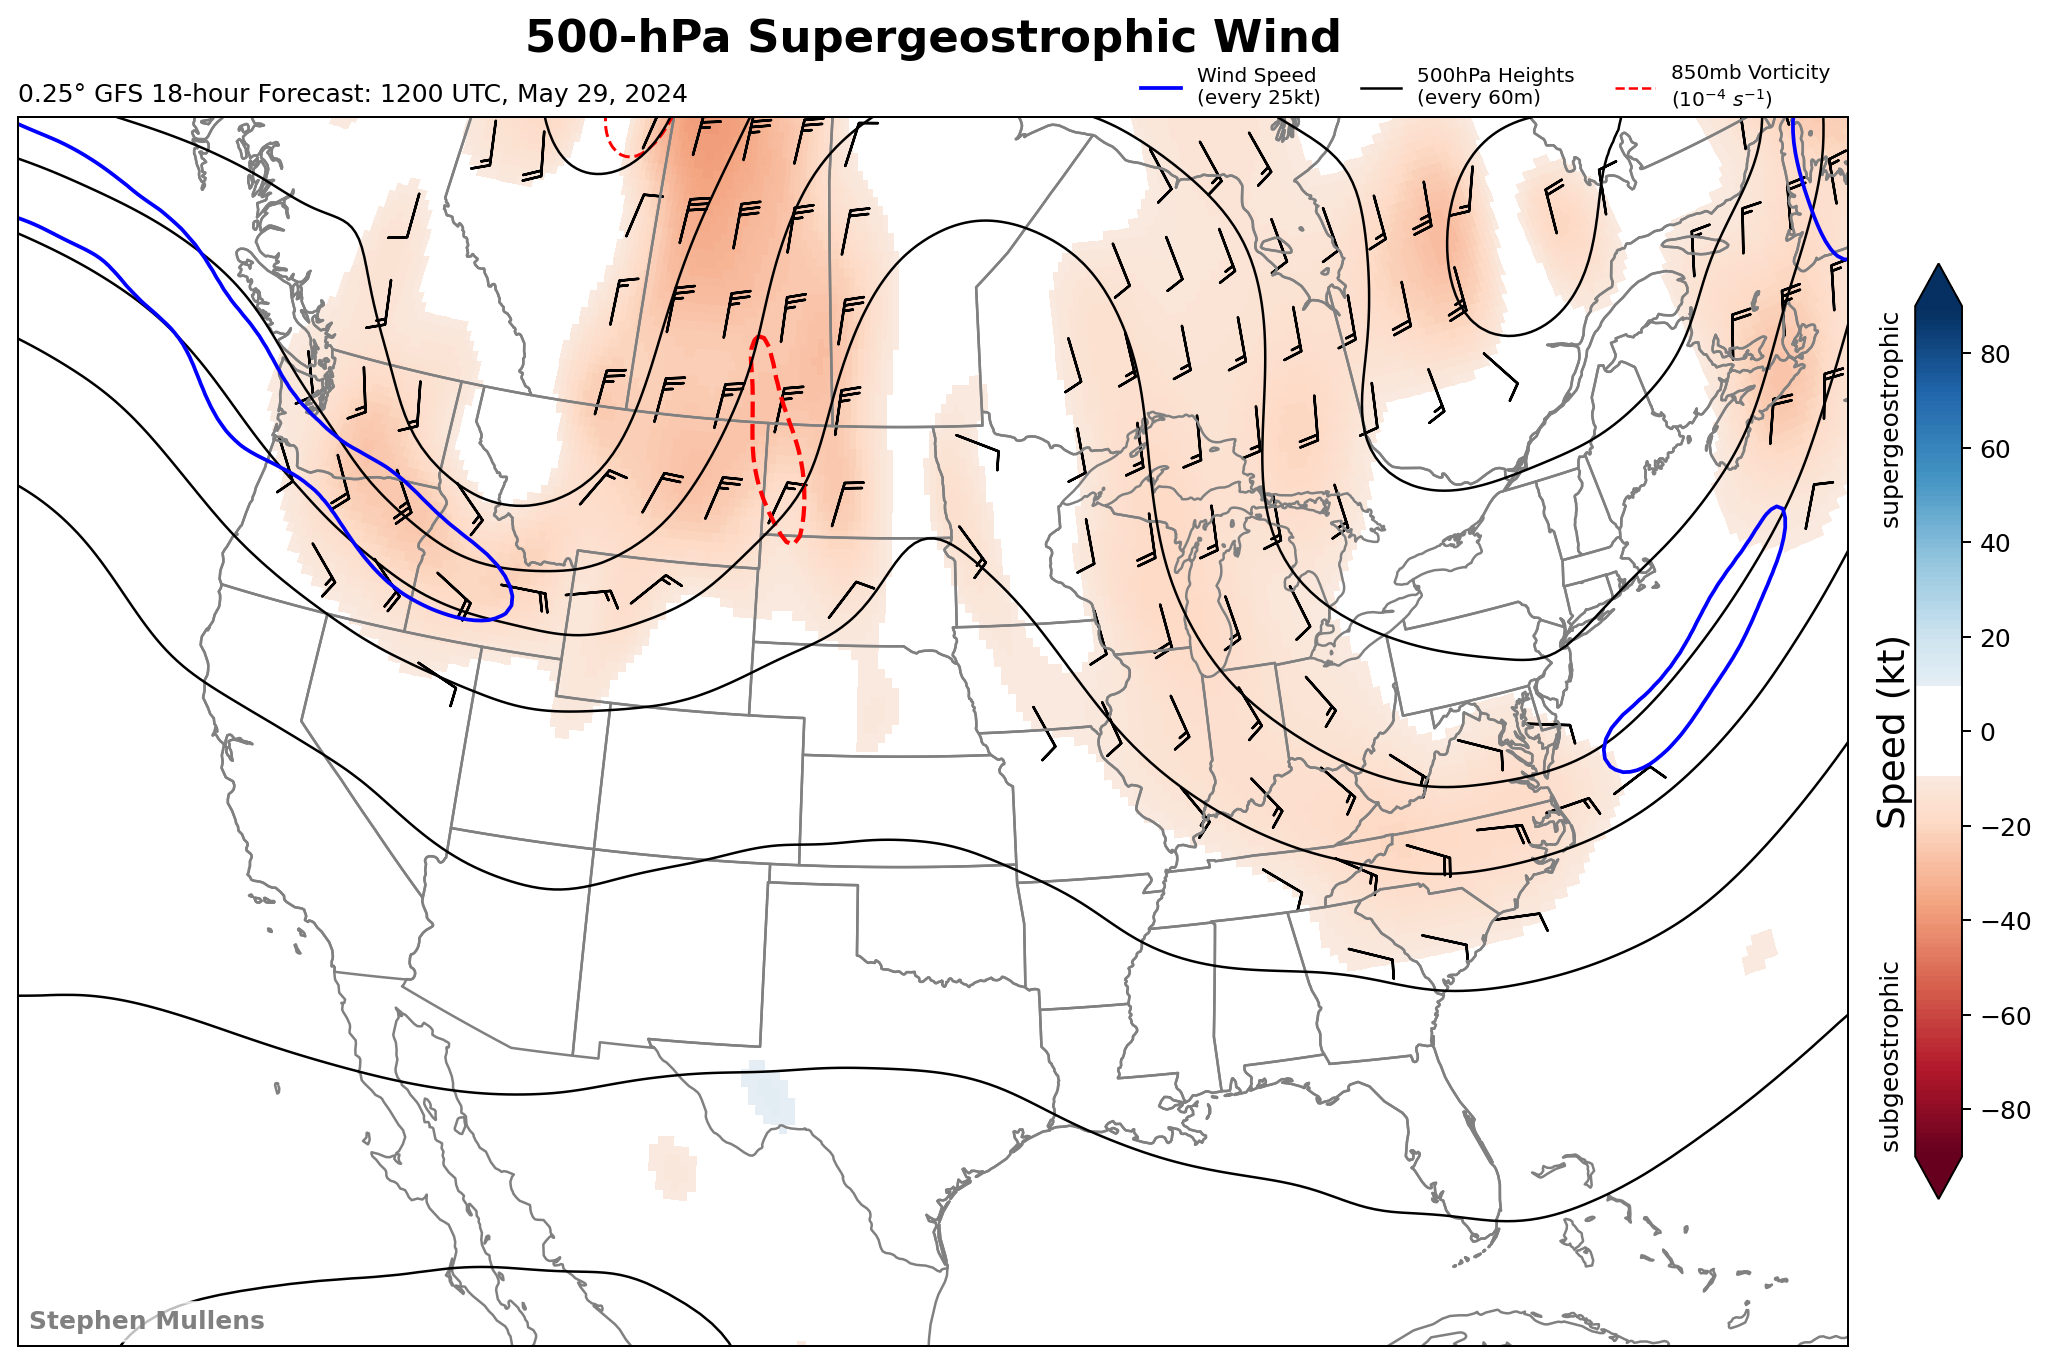 500-hPa Supergeostrophic Wind
0.25° GFS 18-hour Forecast: 1200 UTC, May 29, 2024
Wind Speed
(every 25kt)
500hPa Heights
(every 60m)
850mb Vorticity
(10⁻⁴ s⁻¹)
supergeostrophic
Speed (kt)
subgeostrophic
80
60
40
20
0
−20
−40
−60
−80
Stephen Mullens